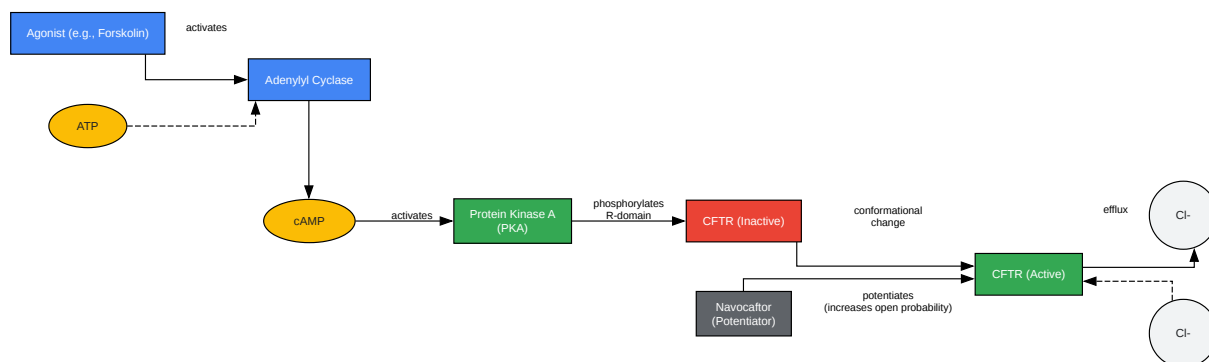 Agonist (e.g., Forskolin)
activates
Adenylyl Cyclase
ATP
cAMP
activates
Protein Kinase A
(PKA)
phosphorylates
R-domain
CFTR (Inactive)
conformational
change
efflux
Cl-
CFTR (Active)
Navocaftor
(Potentiator)
potentiates
(increases open probability)
Cl-